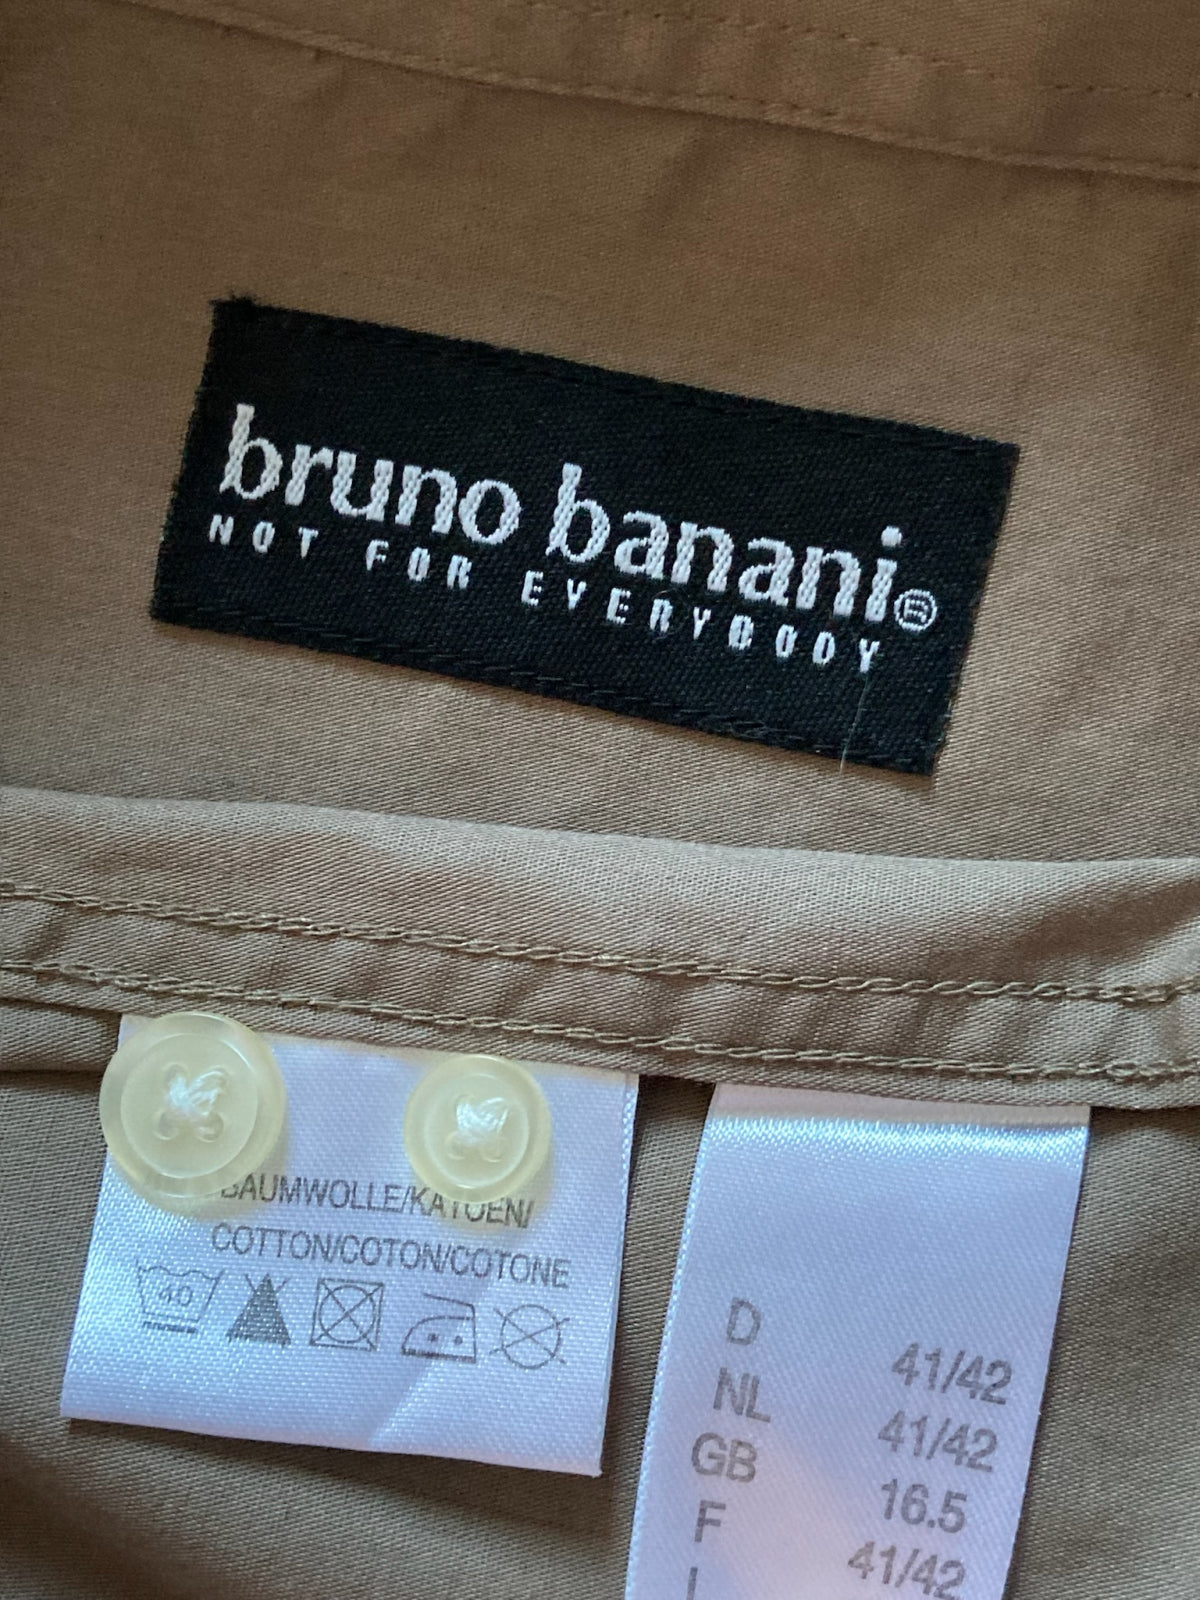 bruno banani®
NOT FOR EVERYBODY
BAUMWOLLE/KATOEN/
COTTON/COTON/COTONE
40
D 41/42
NL 41/42
GB 16.5
F 41/42